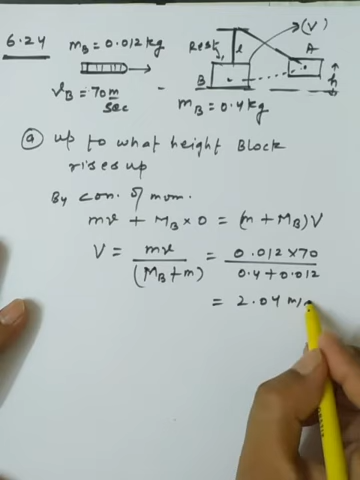 6.24
m_B = 0.012 kg
v_B = 70 m/sec
Rest
l
(V)
A
B
h
m_B = 0.4 kg
(a) up to what height Block
rises up
By con. of mom.
mv + M_B × 0 = (m + M_B) V
V = mv / (M_B + m) = 0.012 × 70 / 0.4 + 0.012
= 2.04 m/